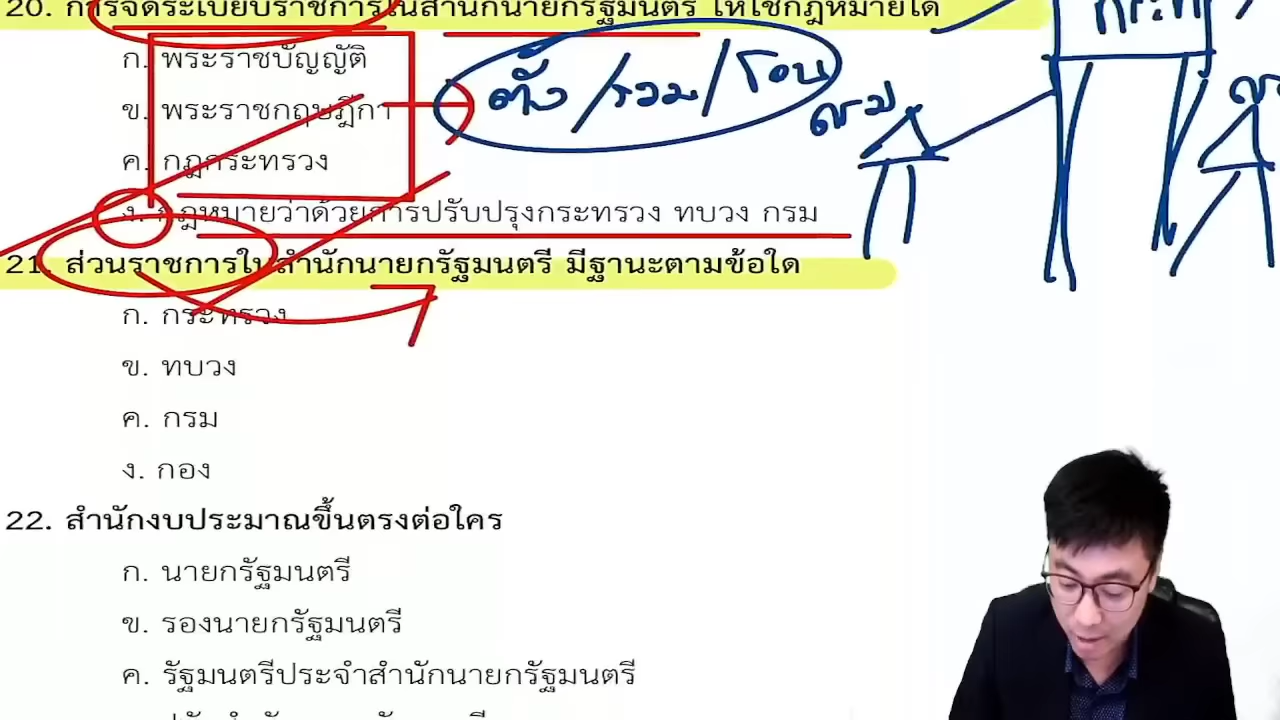 20. การจัดระเบียบราชการในสำนักนายกรัฐมนตรี ให้ใช้กฎหมายใด
ก. พระราชบัญญัติ
ข. พระราชกฤษฎีกา
ตั้ง / รวม / โอน
กรม
ค. กฎกระทรวง
ง. กฎหมายว่าด้วยการปรับปรุงกระทรวง ทบวง กรม
21. ส่วนราชการในสำนักนายกรัฐมนตรี มีฐานะตามข้อใด
ก. กระทรวง
ข. ทบวง
ค. กรม
ง. กอง
22. สำนักงบประมาณขึ้นตรงต่อใคร
ก. นายกรัฐมนตรี
ข. รองนายกรัฐมนตรี
ค. รัฐมนตรีประจำสำนักนายกรัฐมนตรี